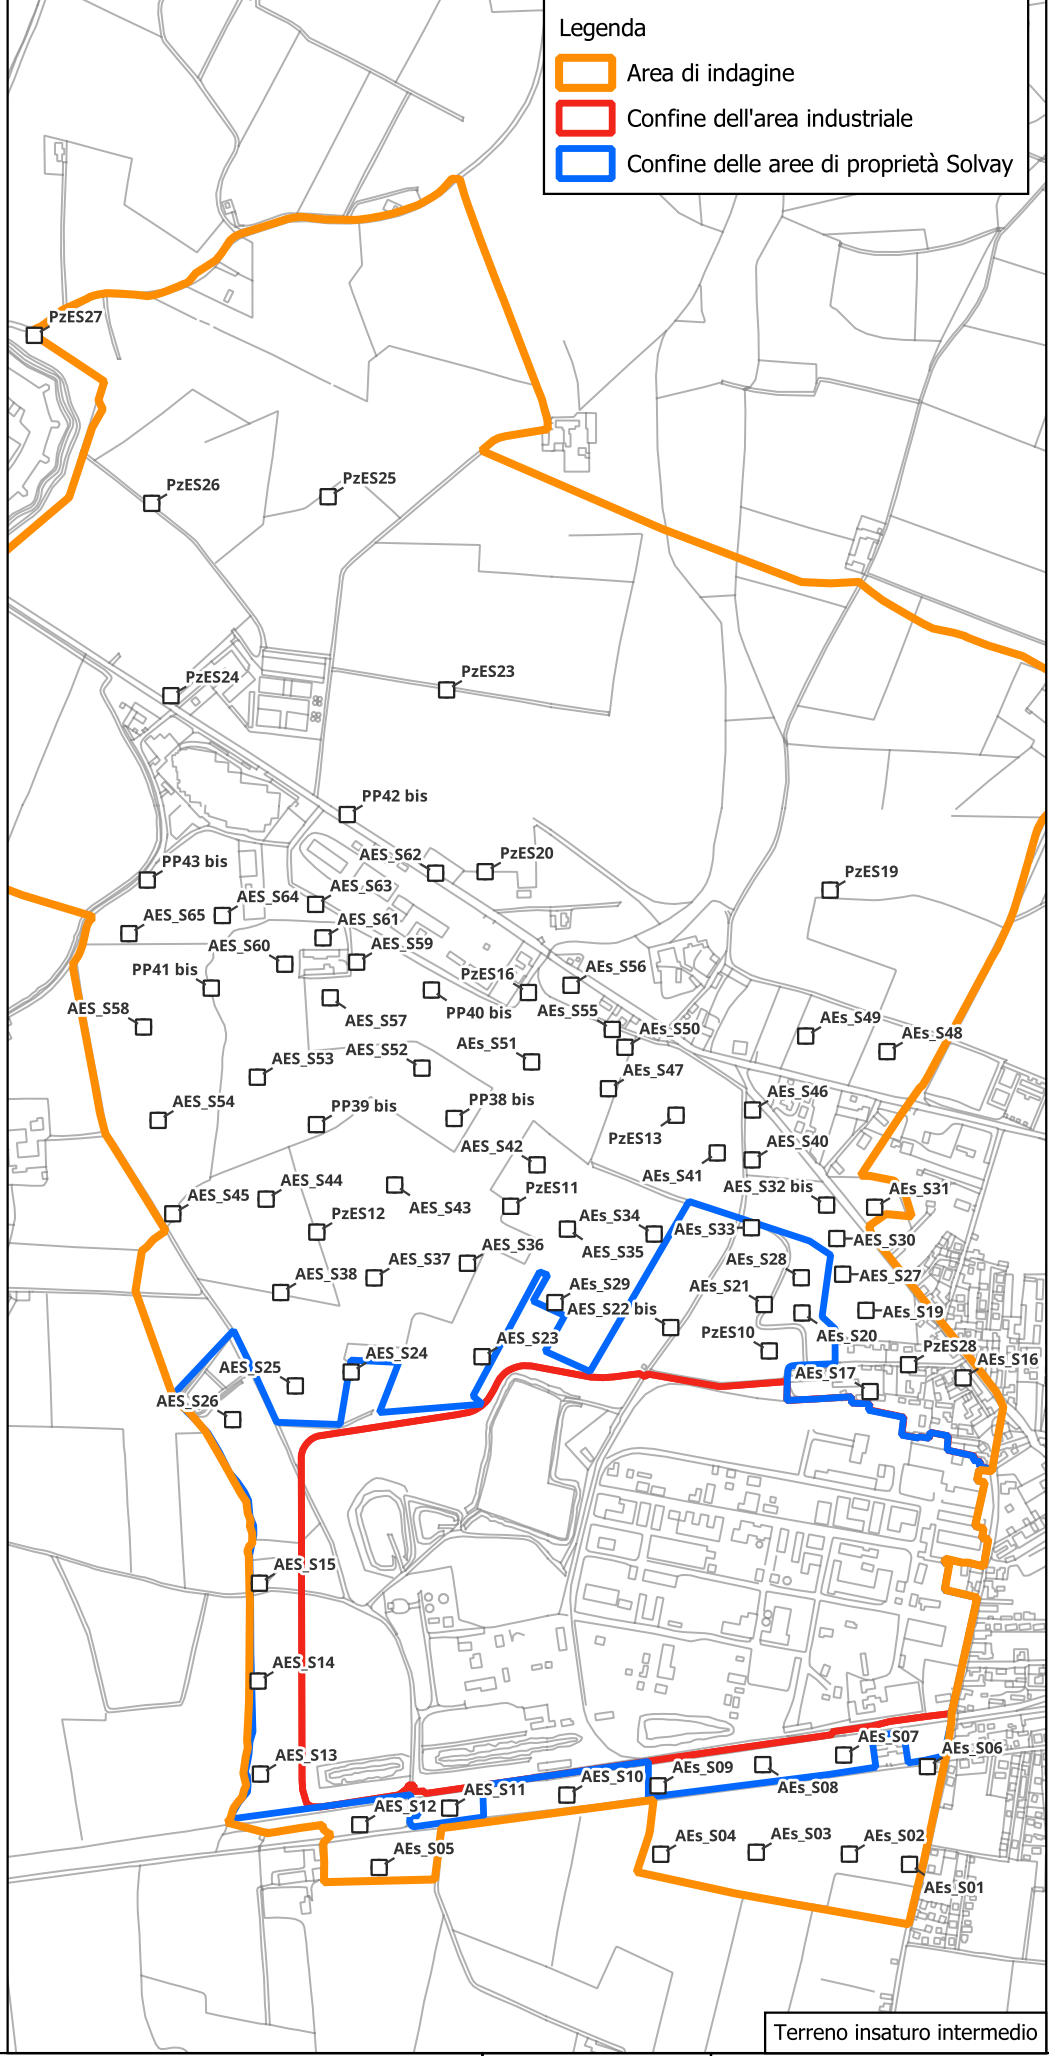 Legenda
Area di indagine
Confine dell'area industriale
Confine delle aree di proprietà Solvay
PzES27
PzES26
PzES25
PzES24
PzES23
PP42 bis
PP43 bis
AES_S62
PzES20
PzES19
AES_S63
AES_S64
AES_S65
AES_S61
AES_S60
AES_S59
PP41 bis
PzES16
AEs_S56
AES_S58
AES_S57
PP40 bis
AEs_S55
AEs_S50
AEs_S49
AEs_S48
AES_S53
AES_S52
AEs_S51
AEs_S47
AEs_S46
AES_S54
PP39 bis
PP38 bis
PzES13
AES_S42
AEs_S41
AEs_S40
AES_S45
AES_S44
AES_S43
PzES11
AEs_S32 bis
AEs_S31
PzES12
AEs_S34
AES_S35
AEs_S33
AEs_S30
AES_S38
AES_S37
AES_S36
AEs_S29
AEs_S28
AEs_S27
AEs_S21
AEs_S22 bis
AEs_S19
AEs_S20
PzES10
AEs_S23
AES_S24
AES_S25
AES_S26
PzES28
AEs_S16
AEs_S17
AES_S15
AES_S14
AES_S13
AES_S12
AES_S11
AES_S10
AEs_S09
AEs_S08
AEs_S07
AEs_S06
AEs_S05
AEs_S04
AEs_S03
AEs_S02
AEs_S01
Terreno insaturo intermedio